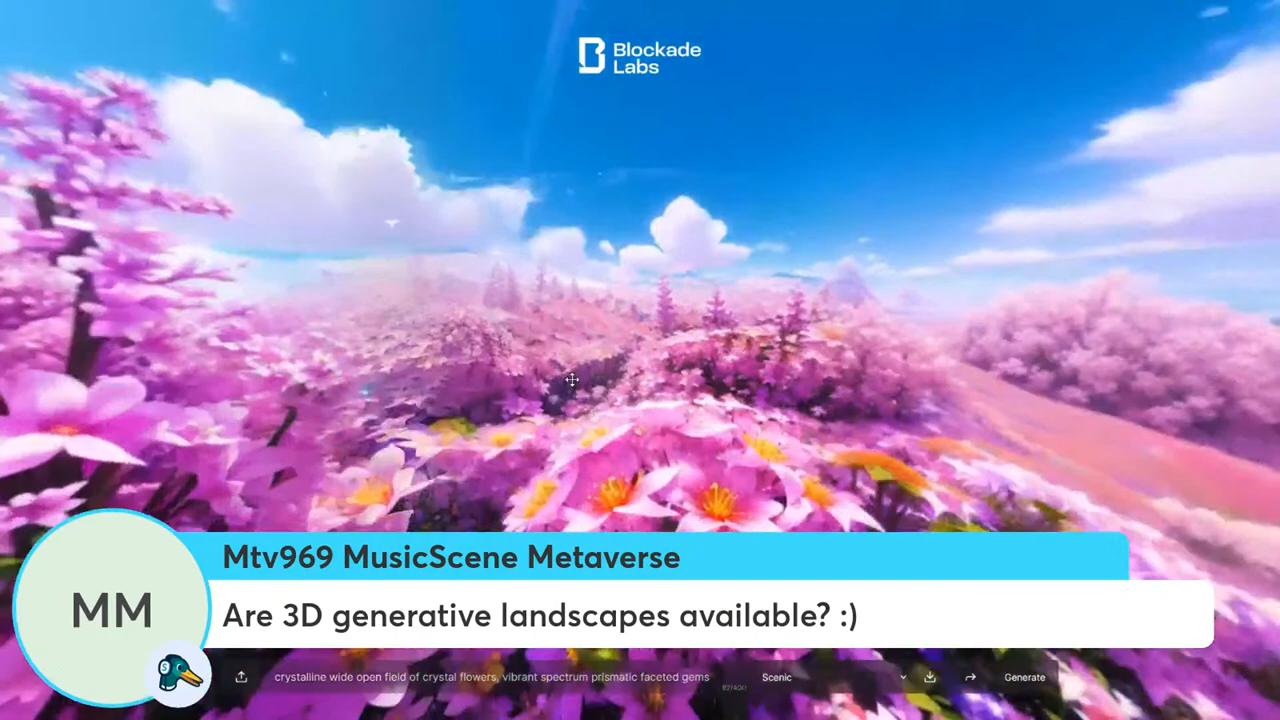 Blockade
Labs
Mtv969 MusicScene Metaverse
MM
Are 3D generative landscapes available? :)
crystalline wide open field of crystal flowers, vibrant spectrum prismatic faceted gems
Scenic
Generate